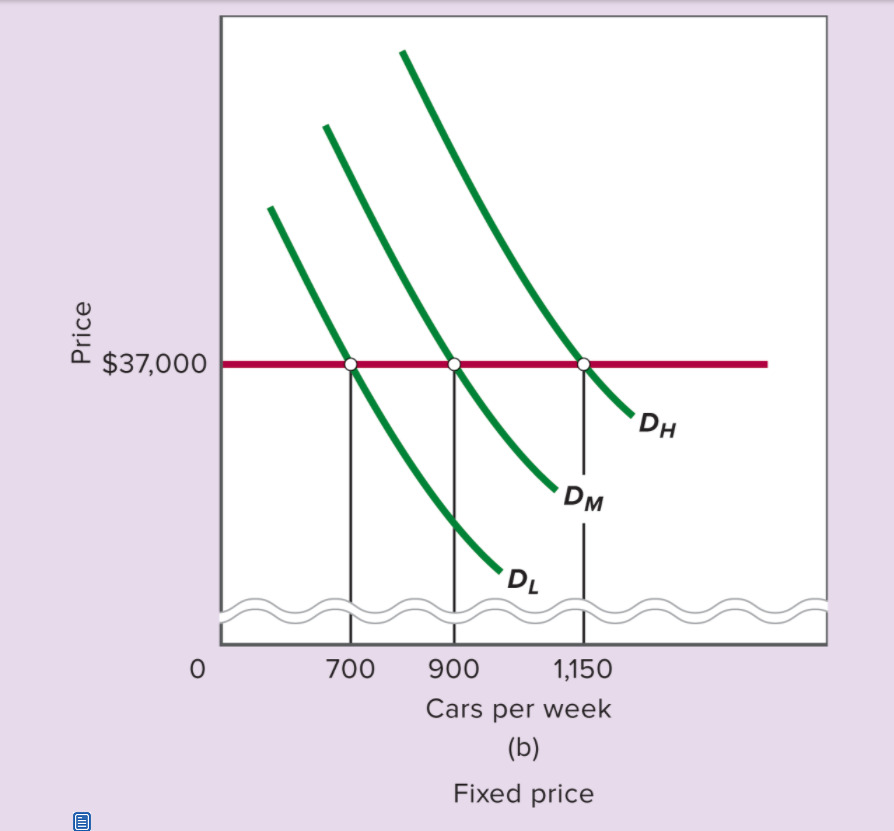 Price
$37,000
D_H
D_M
D_L
0 700 900 1,150
Cars per week
(b)
Fixed price